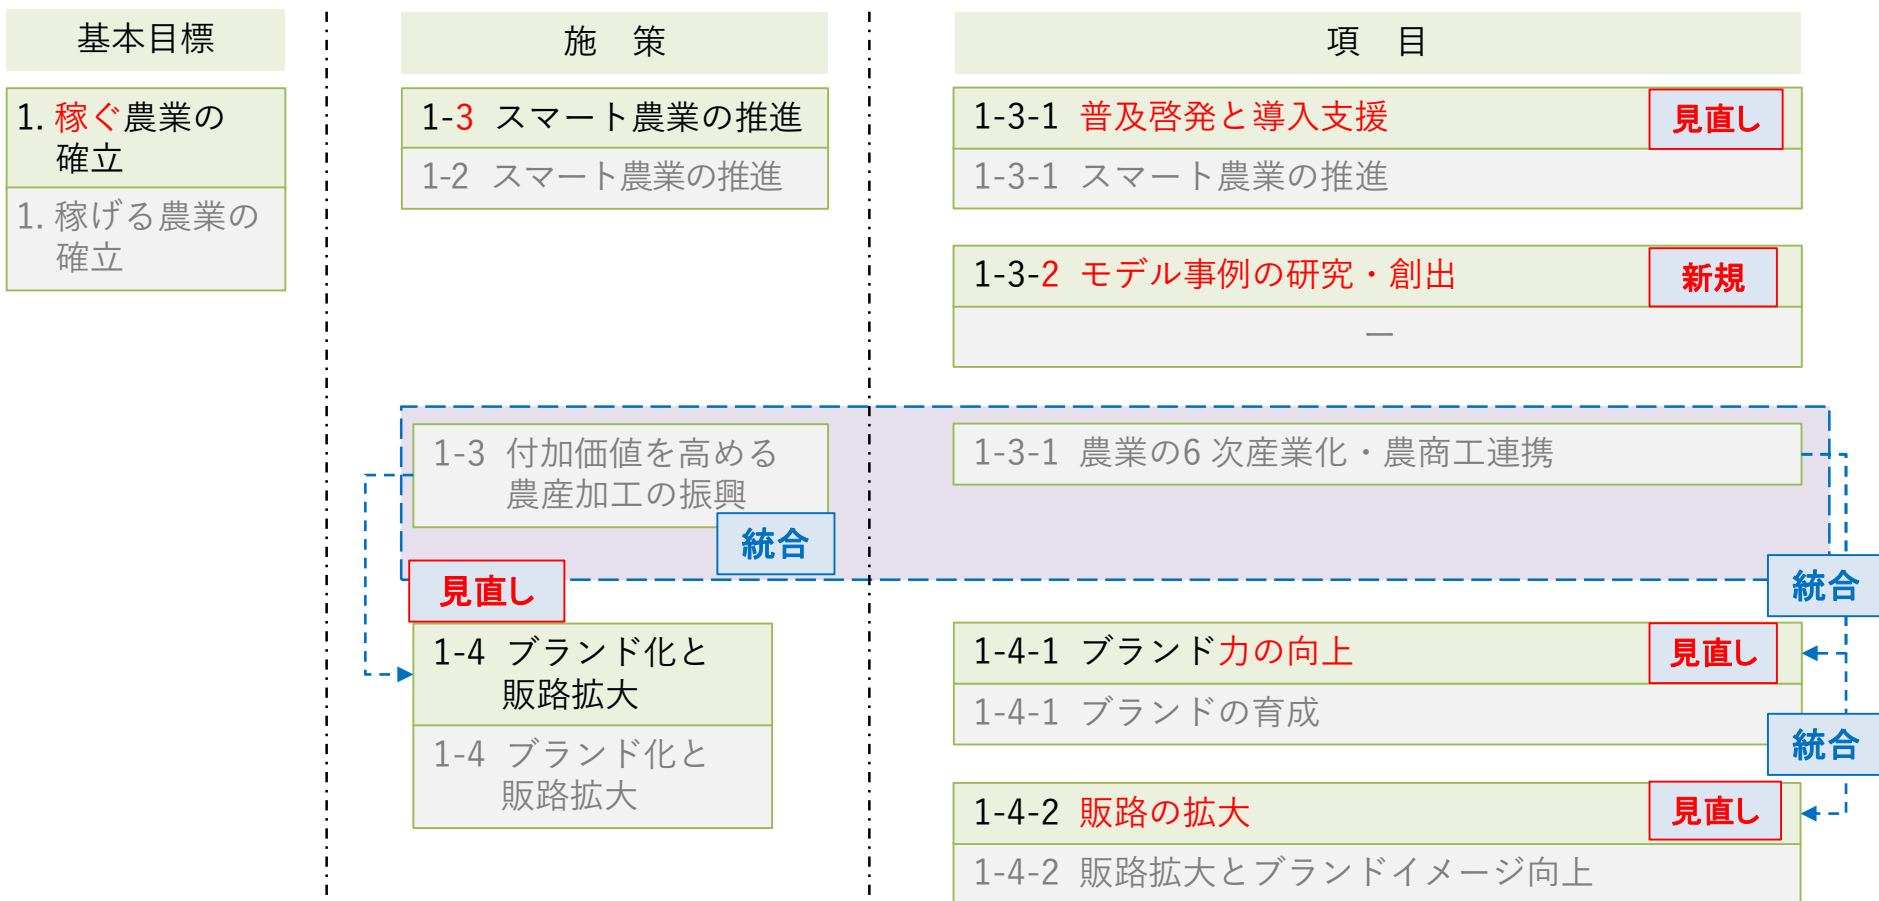 基本目標
施　策
項　目
1. 稼ぐ農業の
確立
1. 稼げる農業の
確立
1-3 スマート農業の推進
1-2 スマート農業の推進
1-3-1 普及啓発と導入支援
見直し
1-3-1 スマート農業の推進
1-3-2 モデル事例の研究・創出
新規
ー
1-3 付加価値を高める
農産加工の振興
統合
1-3-1 農業の6次産業化・農商工連携
統合
見直し
1-4 ブランド化と
販路拡大
1-4 ブランド化と
販路拡大
1-4-1 ブランド力の向上
見直し
1-4-1 ブランドの育成
統合
1-4-2 販路の拡大
見直し
1-4-2 販路拡大とブランドイメージ向上